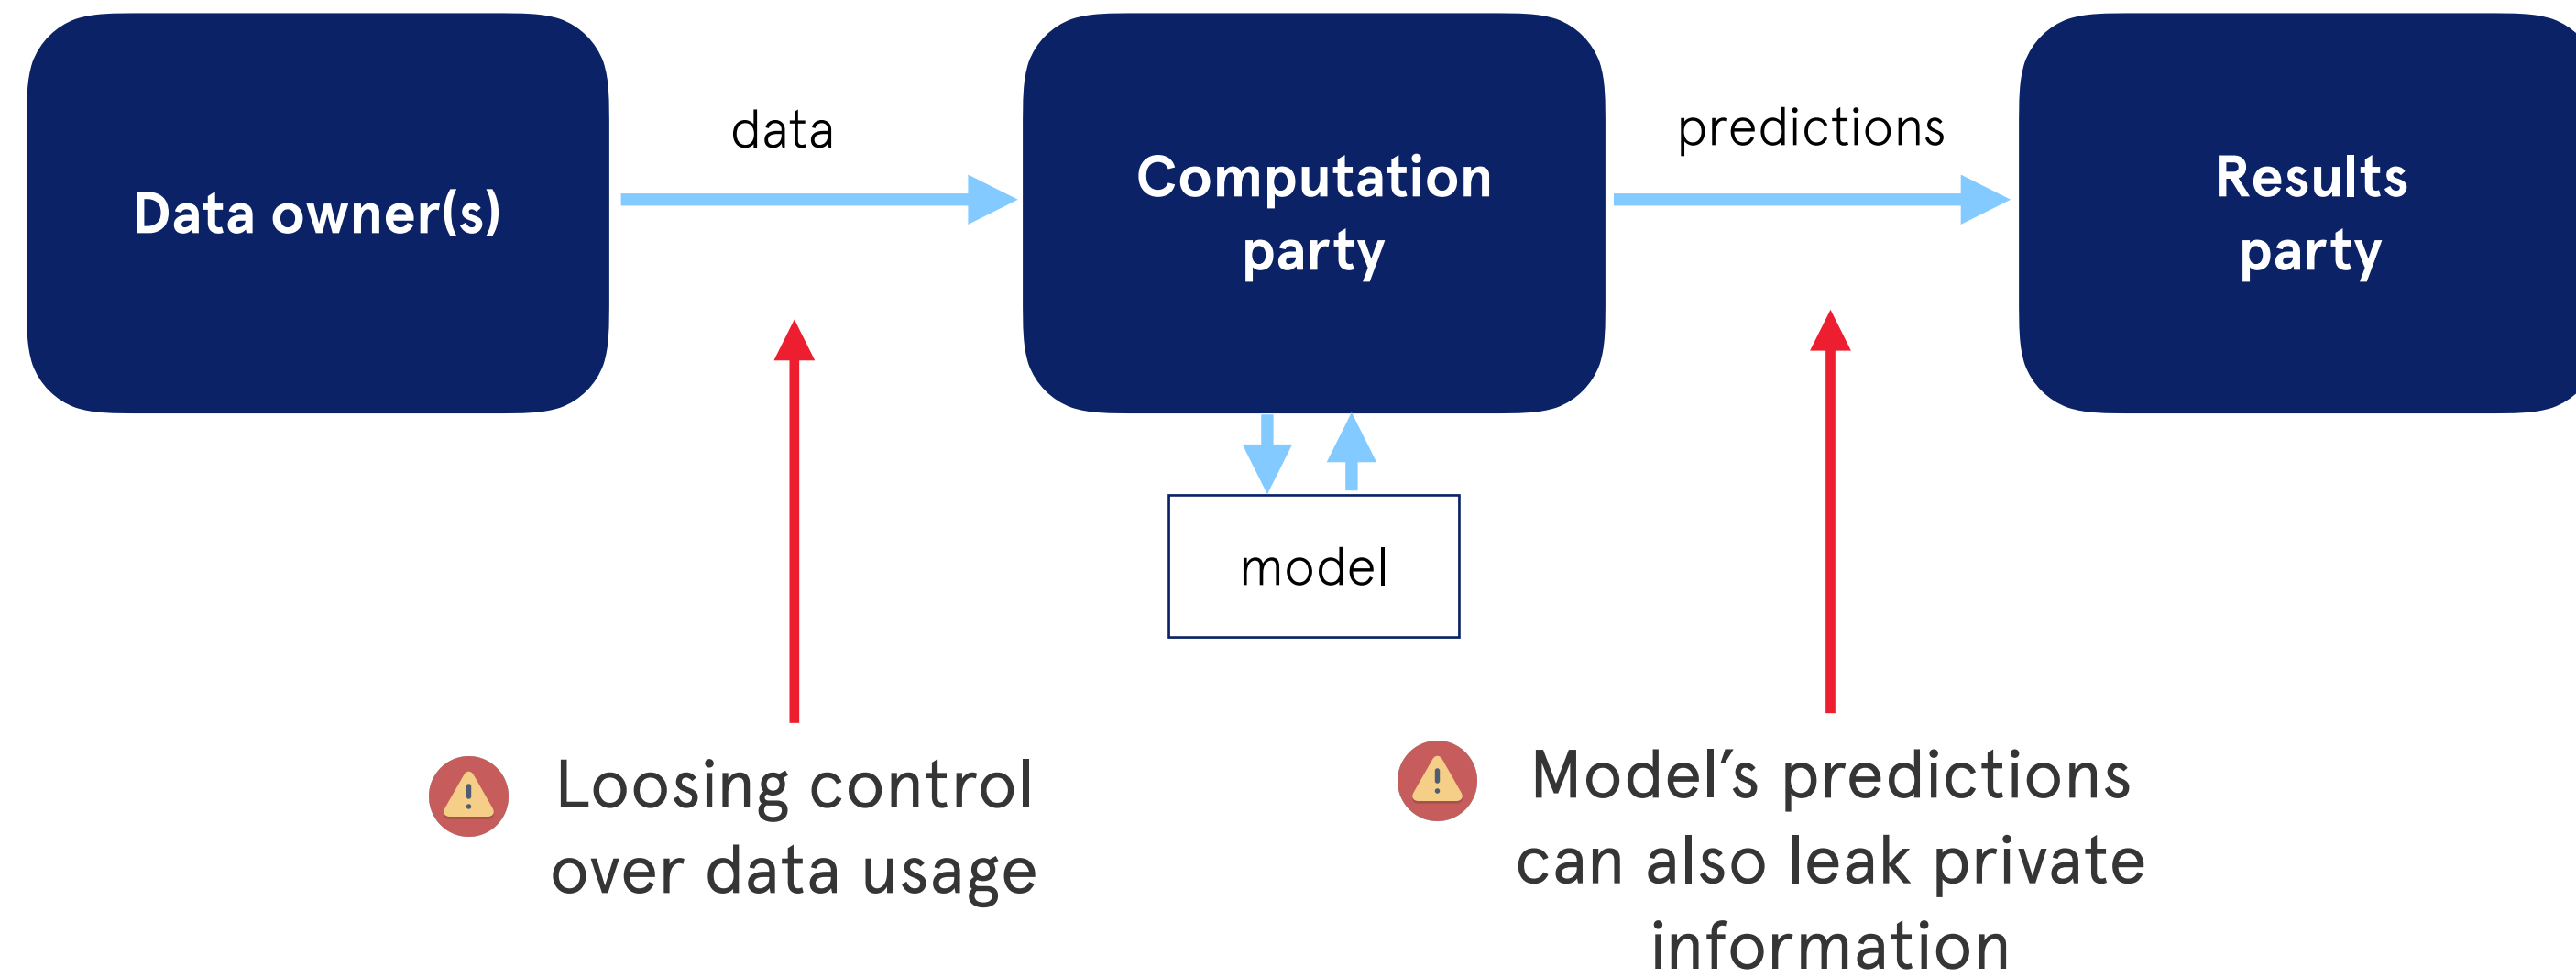 Data owner(s)
data
Computation
party
predictions
Results
party
model
Loosing control
over data usage
Model’s predictions
can also leak private
information